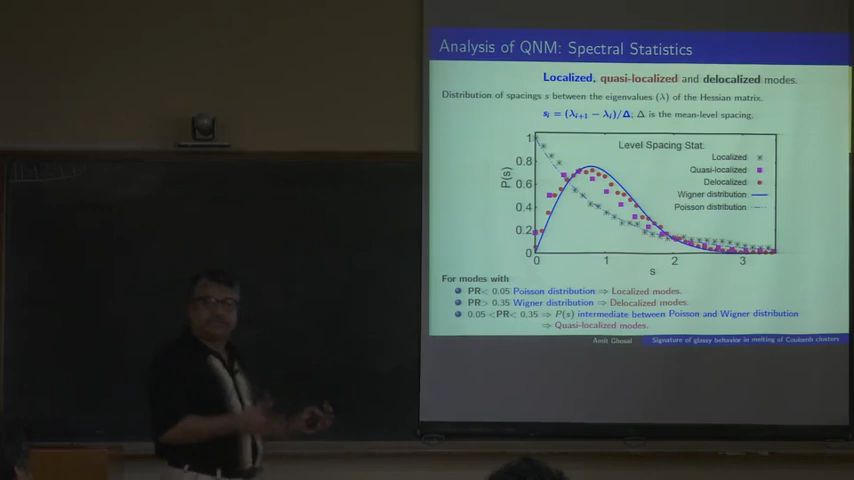 Analysis of QNM: Spectral Statistics
Localized, quasi-localized and delocalized modes.
Distribution of spacings s between the eigenvalues (λ) of the Hessian matrix.
sᵢ = (λᵢ₊₁ − λᵢ)/Δ; Δ is the mean-level spacing.
Level Spacing Stat.
Localized
Quasi-localized
Delocalized
Wigner distribution
Poisson distribution
P(s)
1
0.8
0.6
0.4
0.2
0
0 1 2 3
s
For modes with
PR< 0.05 Poisson distribution ⇒ Localized modes.
PR> 0.35 Wigner distribution ⇒ Delocalized modes.
0.05 <PR< 0.35 ⇒ P(s) intermediate between Poisson and Wigner distribution
⇒ Quasi-localized modes.
Amit Ghosal Signature of glassy behavior in melting of Coulomb clusters